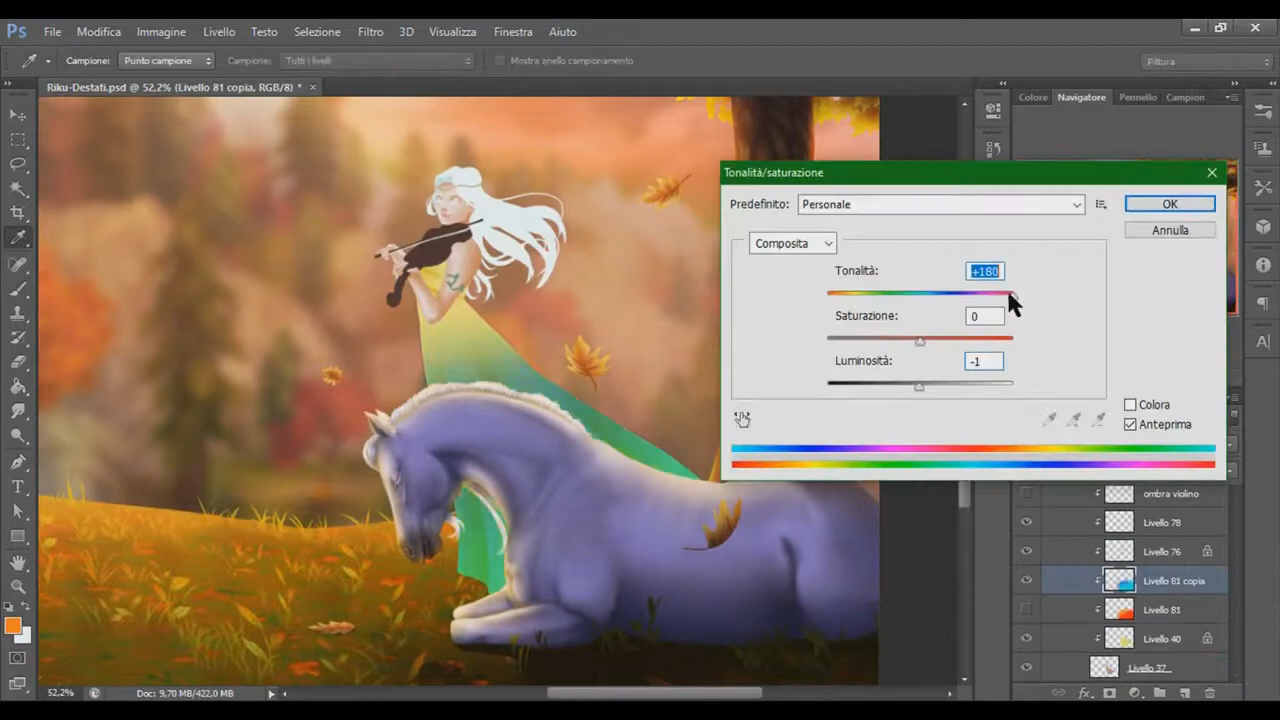 Ps File Modifica Immagine Livello Testo Selezione Filtro 3D Visualizza Finestra Aiuto
Campione: Punto campione Campione: Tutti i livelli Mostra anello campionamento Pittura
Riku-Destati.psd @ 52,2% (Livello 81 copia, RGB/8) *
Colore Navigatore Pennello Campion
Tonalità/saturazione
Predefinito: Personale OK
Annulla
Composita
Tonalità: +180
Saturazione: 0
Luminosità: -1
Colora
Anteprima
ombra violino
Livello 78
Livello 76
Livello 81 copia
Livello 81
Livello 40
Livello 37
T
A
52,2% Doc: 9,70 MB/422,0 MB
fx